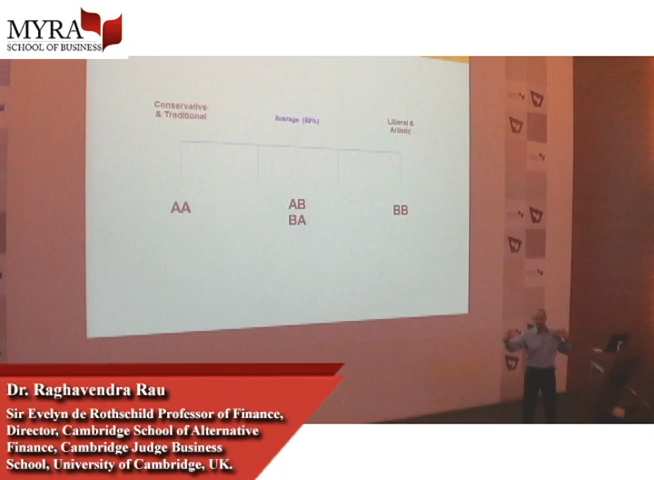 MYRA
SCHOOL OF BUSINESS
Conservative
& Traditional
Average (50%)
Liberal &
Artistic
AA
AB
BA
BB
Dr. Raghavendra Rau
Sir Evelyn de Rothschild Professor of Finance,
Director, Cambridge School of Alternative
Finance, Cambridge Judge Business
School, University of Cambridge, UK.